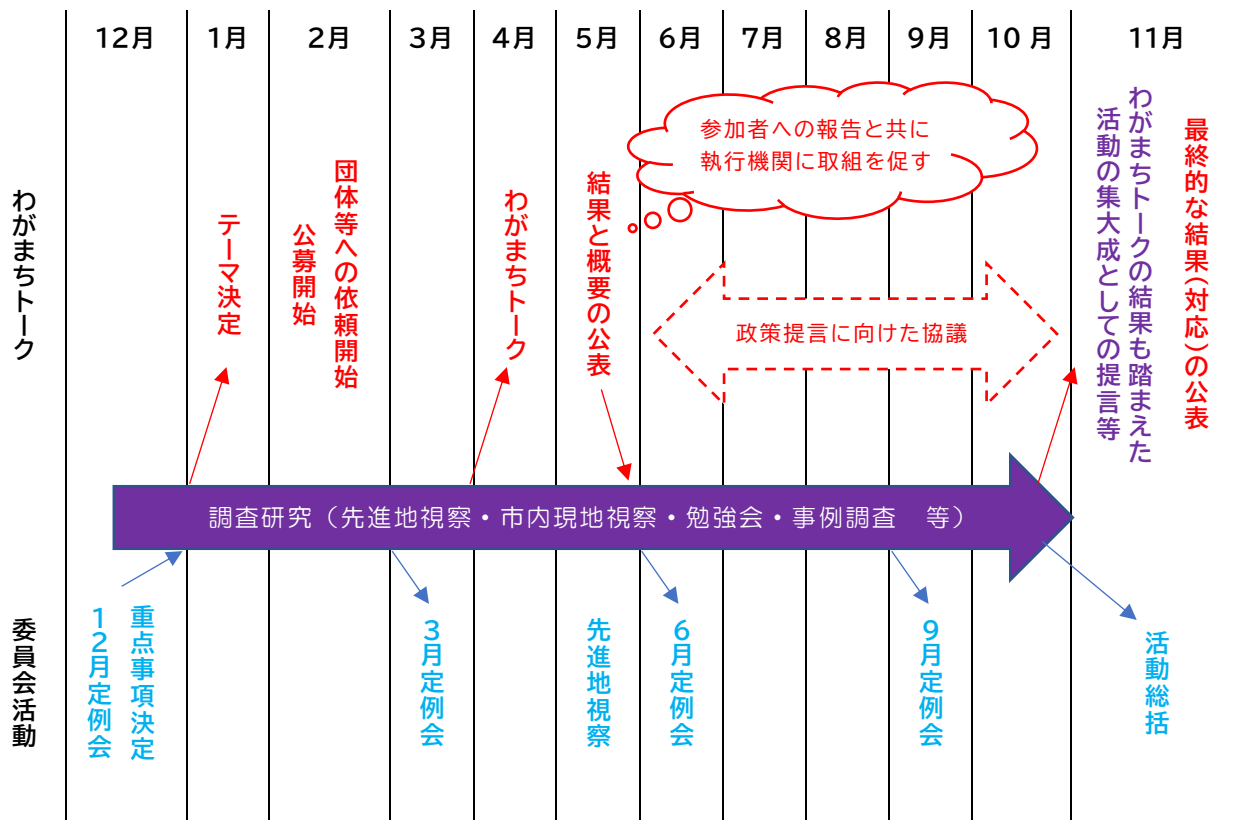 12月
1月
2月
3月
4月
5月
6月
7月
8月
9月
10 月
11月
わがまちトーク
テーマ決定
団体等への依頼開始
公募開始
わがまちトーク
結果と概要の公表
参加者への報告と共に
執行機関に取組を促す
政策提言に向けた協議
最終的な結果(対応)の公表
わがまちトークの結果も踏まえた
活動の集大成としての提言等
調査研究（先進地視察・市内現地視察・勉強会・事例調査　等）
委員会活動
重点事項決定
12月定例会
3月定例会
先進地視察
6月定例会
9月定例会
活動総括